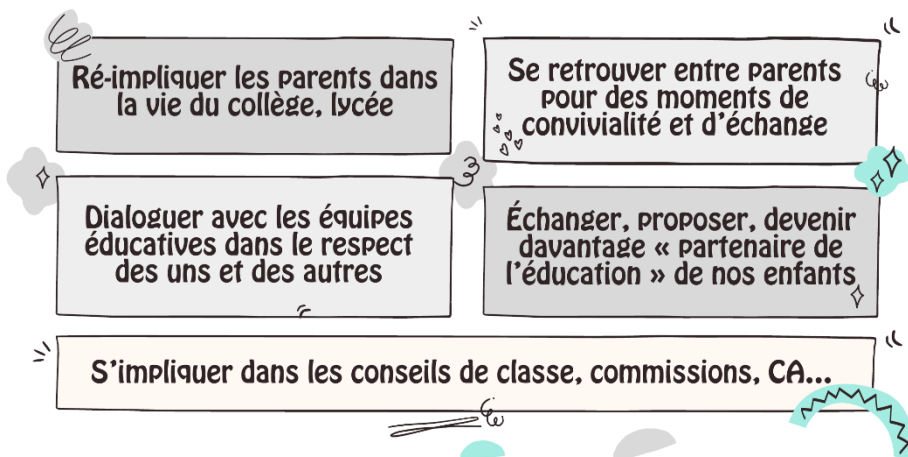 Ré-impliquer les parents dans
la vie du collège, lycée
Se retrouver entre parents
pour des moments de
convivialité et d'échange
Dialoguer avec les équipes
éducatives dans le respect
des uns et des autres
Échanger, proposer, devenir
davantage « partenaire de
l'éducation » de nos enfants
S'impliquer dans les conseils de classe, commissions, CA...